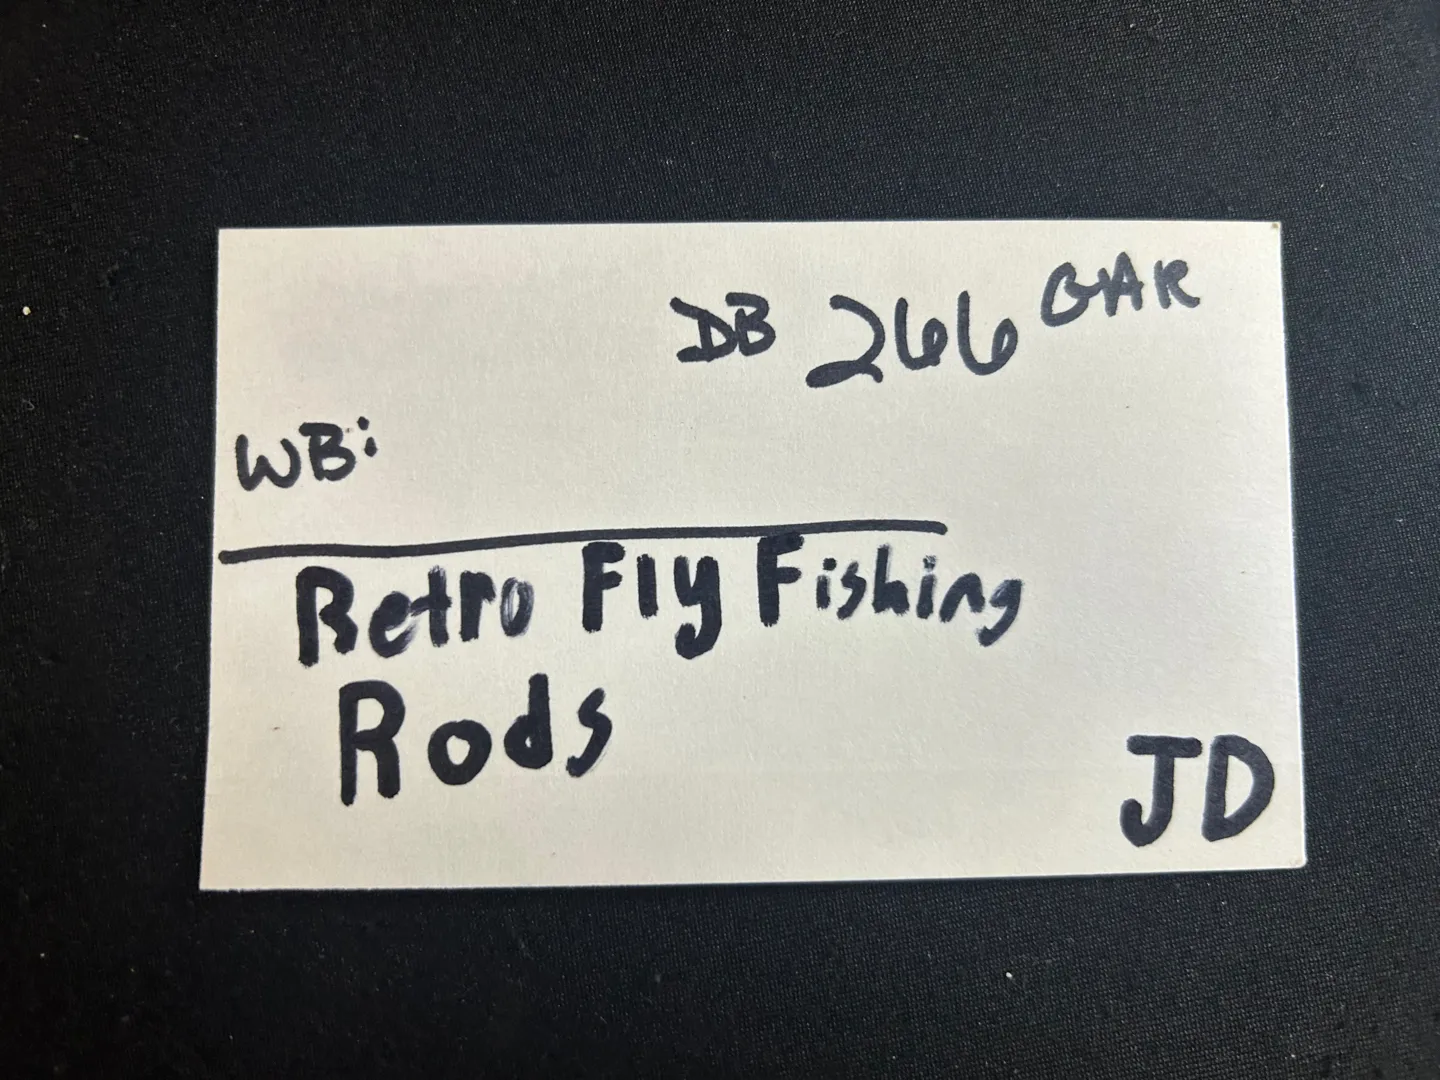 DB 266 GAR
WB:
Retro Fly Fishing
Rods
JD